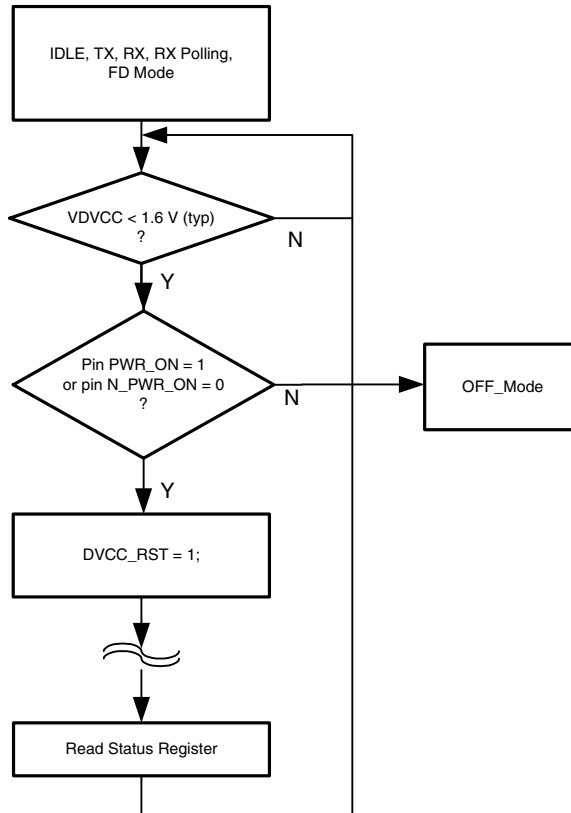 IDLE, TX, RX, RX Polling,
FD Mode
VDVCC < 1.6 V (typ)
?
N
Y
Pin PWR_ON = 1
or pin N_PWR_ON = 0
?
N
OFF_Mode
Y
DVCC_RST = 1;
Read Status Register